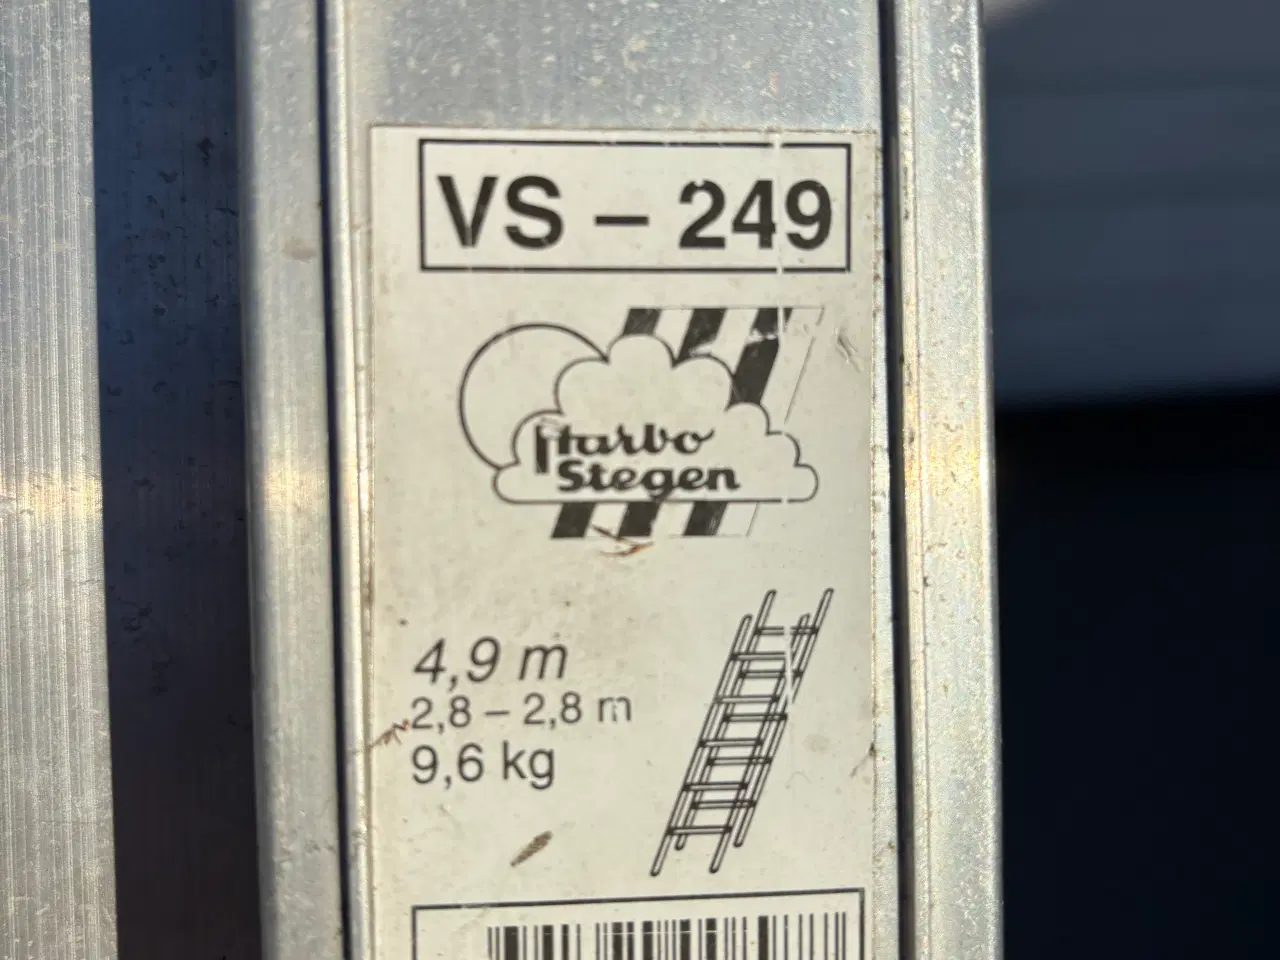 VS – 249
Harbo
Stegen
4,9 m
2,8 – 2,8 m
9,6 kg